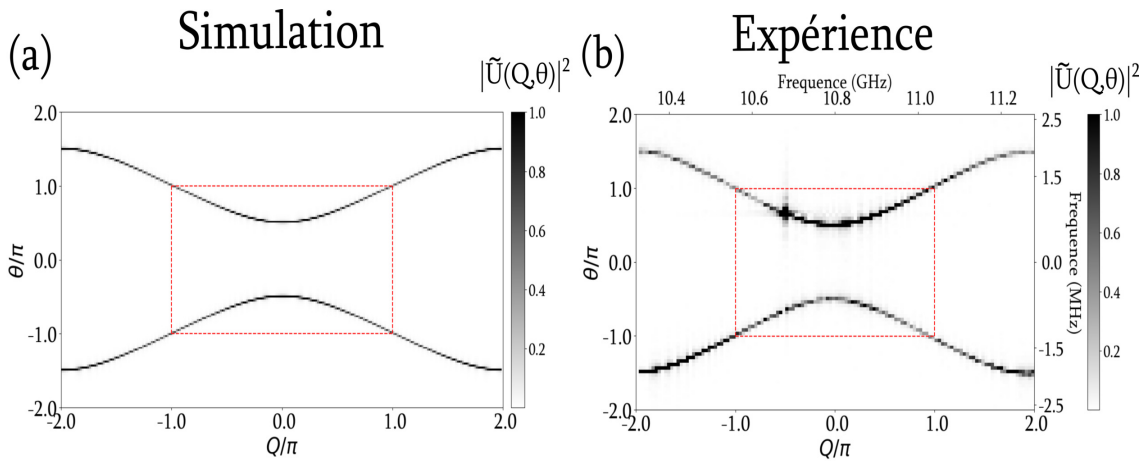 Simulation
Expérience
(a)
|Ũ(Q,θ)|²
2.0
1.0
0.0
-1.0
-2.0
θ/π
-2.0 -1.0 0.0 1.0 2.0
Q/π
1.0
0.8
0.6
0.4
0.2
(b)
Frequence (GHz)
10.4 10.6 10.8 11.0 11.2
|Ũ(Q,θ)|²
2.0
1.0
0.0
-1.0
-2.0
θ/π
-2.0 -1.0 0.0 1.0 2.0
Q/π
2.5
1.5
0.0
-1.5
-2.5
Frequence (MHz)
1.0
0.8
0.6
0.4
0.2